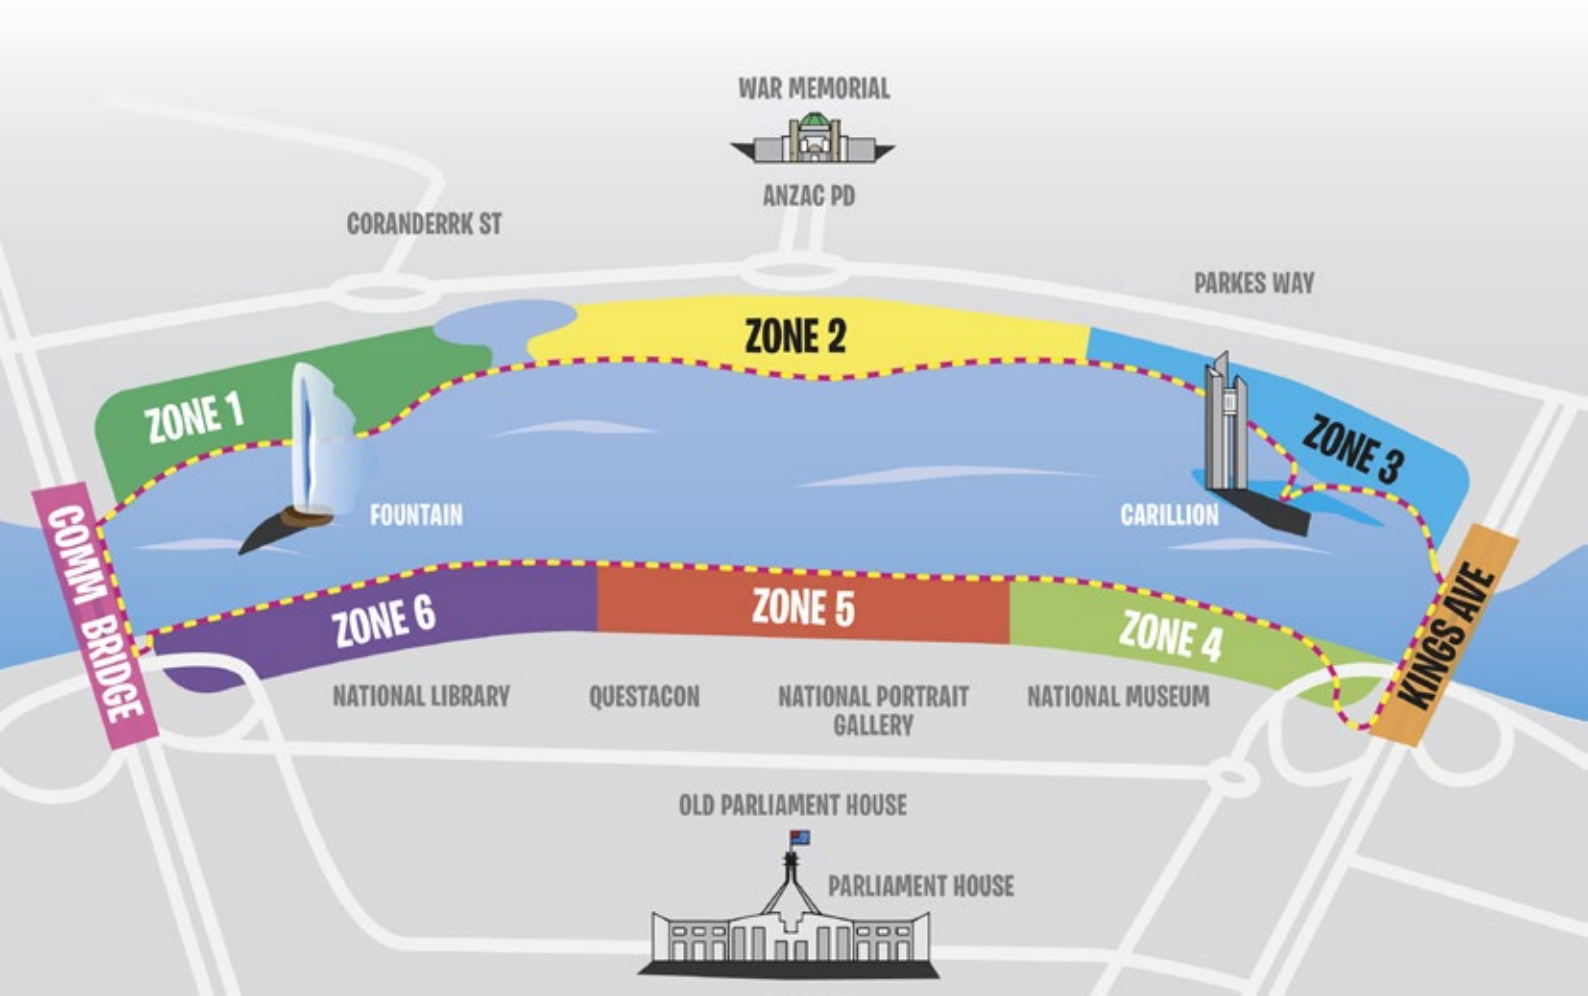 WAR MEMORIAL
ANZAC PD
CORANDERRK ST
PARKES WAY
ZONE 2
ZONE 1
ZONE 3
FOUNTAIN
CARILLION
COMM BRIDGE
KINGS AVE
ZONE 6
ZONE 5
ZONE 4
NATIONAL LIBRARY
QUESTACON
NATIONAL PORTRAIT
GALLERY
NATIONAL MUSEUM
OLD PARLIAMENT HOUSE
PARLIAMENT HOUSE